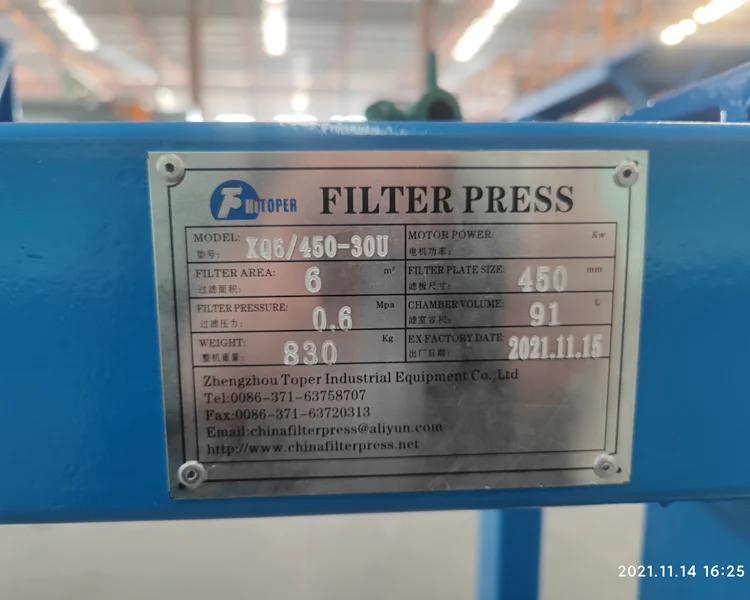 HiTOPER FILTER PRESS
MODEL: XQ6/450-30U MOTOR POWER: Kw
型号: 电机功率:
FILTER AREA: 6 m² FILTER PLATE SIZE: 450 mm
过滤面积: 滤板尺寸:
FILTER PRESSURE: 0.6 Mpa CHAMBER VOLUME: 91 L
过滤压力: 滤室容积:
WEIGHT: 830 Kg EX FACTORY DATE: 2021.11.15
整机重量: 出厂日期:
Zhengzhou Toper Industrial Equipment Co.,Ltd
Tel:0086-371-63758707
Fax:0086-371-63720313
Email:chinafilterpress@aliyun.com
http://www.chinafilterpress.net
2021.11.14 16:25